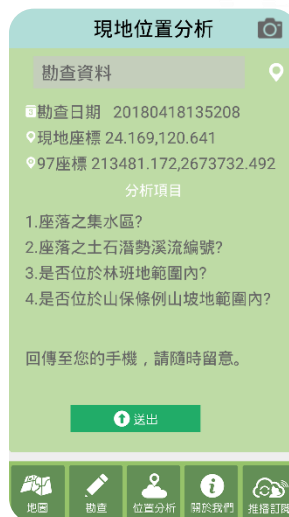 現地位置分析
勘查資料
勘查日期 20180418135208
現地座標 24.169,120.641
97座標 213481.172,2673732.492
分析項目
1.座落之集水區?
2.座落之土石潛勢溪流編號?
3.是否位於林班地範圍內?
4.是否位於山保條例山坡地範圍內?
回傳至您的手機，請隨時留意。
送出
地圖
勘查
位置分析
關於我們
推播訂閱